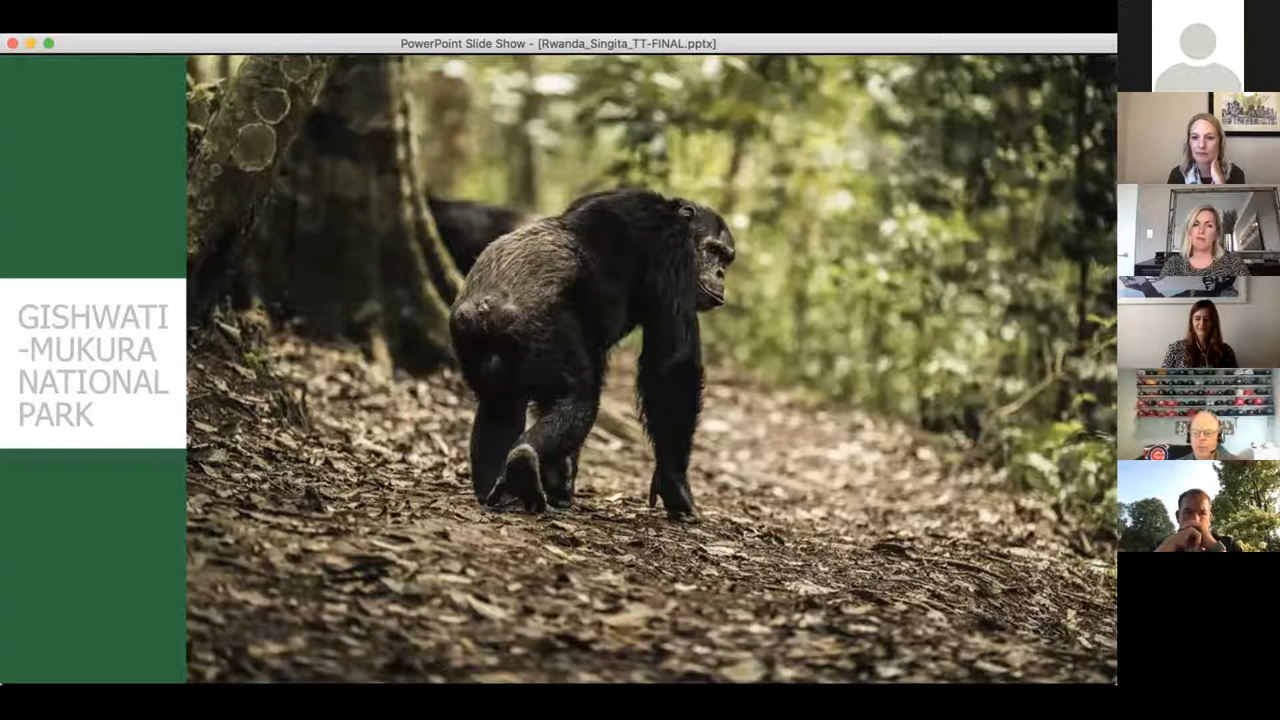 PowerPoint Slide Show - [Rwanda_Singita_TT-FINAL.pptx]
GISHWATI
-MUKURA
NATIONAL
PARK